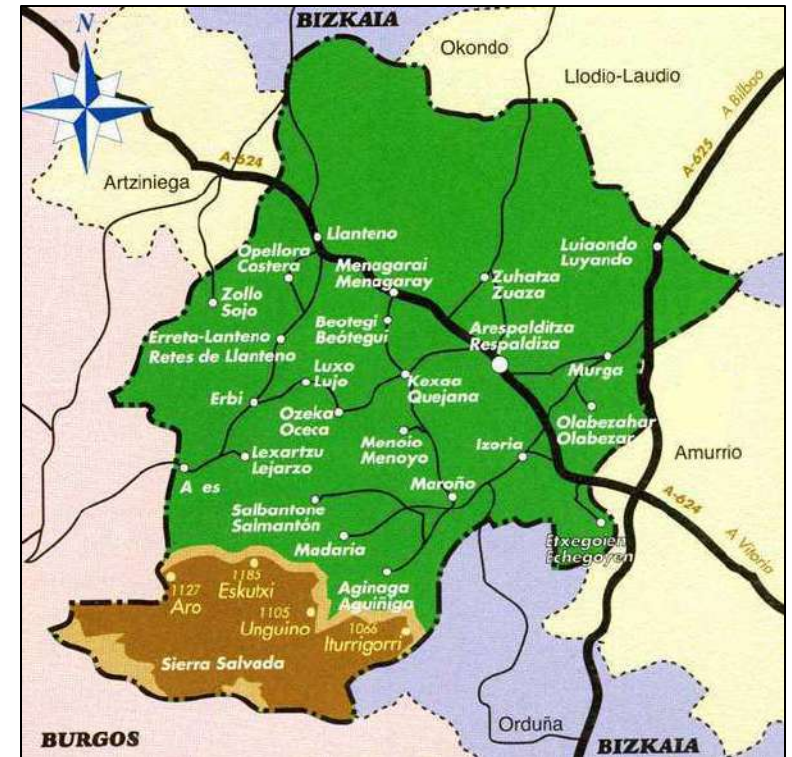 N
BIZKAIA
Okondo
Llodio-Laudio
A-625
A Bilbao
Artziniega
A-624
Llanteno
Opellora
Costera
Menagarai
Menagaray
Luiaondo
Luyando
Zuhatza
Zuaza
Zollo
Sojo
Beotegi
Beótegui
Arespalditza
Respaldiza
Erreta-Lanteno
Retes de Llanteno
Luxo
Lujo
Kexaa
Quejana
Murga
Erbi
Ozeka
Oceca
Olabezahar
Olabezar
Menoio
Menoyo
Izoria
Amurrio
Lexartzu
Lejarzo
A es
Maroño
Salbantone
Salmantón
A-624
A Vitoria
Madaria
Etxegoien
Echegoyen
Aginaga
Aguiñiga
1127
Aro
1185
Eskutxi
1105
Unguino
1066
Iturrigorri
Sierra Salvada
Orduña
BURGOS
BIZKAIA